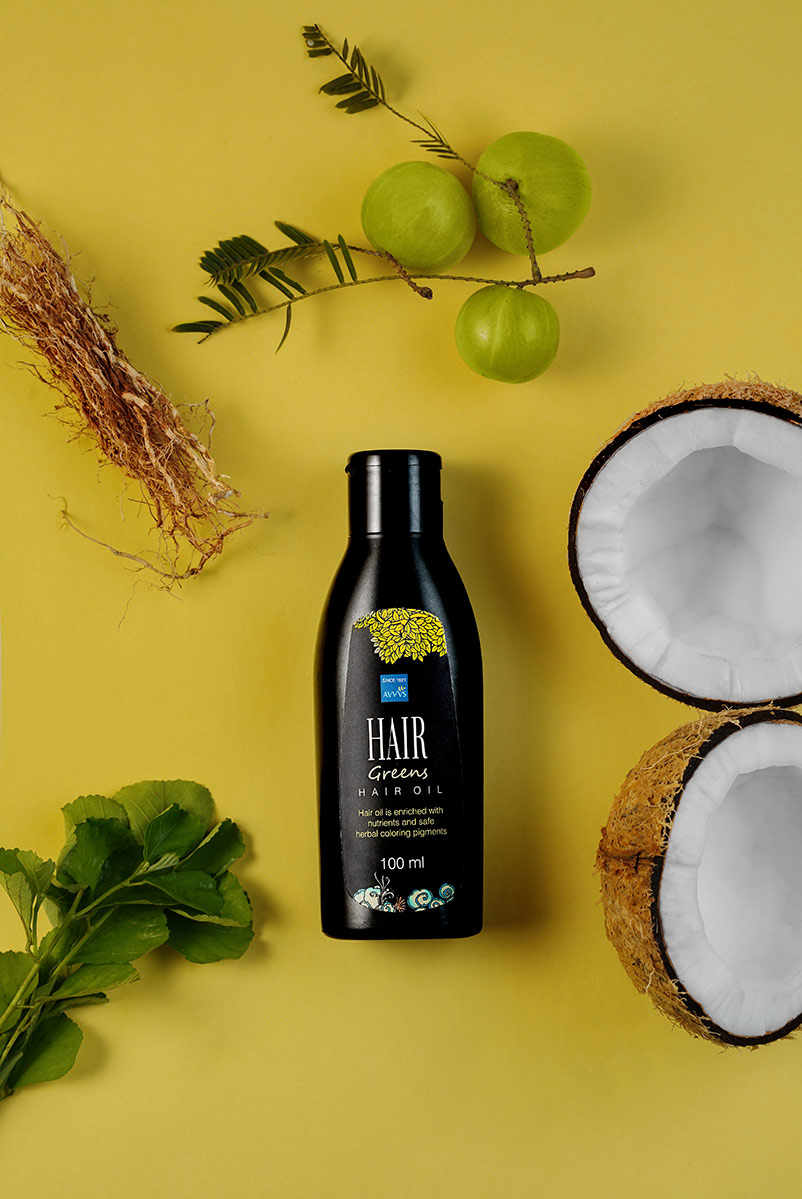 SINCE 1921
AVVVS
HAIR
Greens
HAIR OIL
Hair oil is enriched with
nutrients and safe
herbal coloring pigments
100 ml